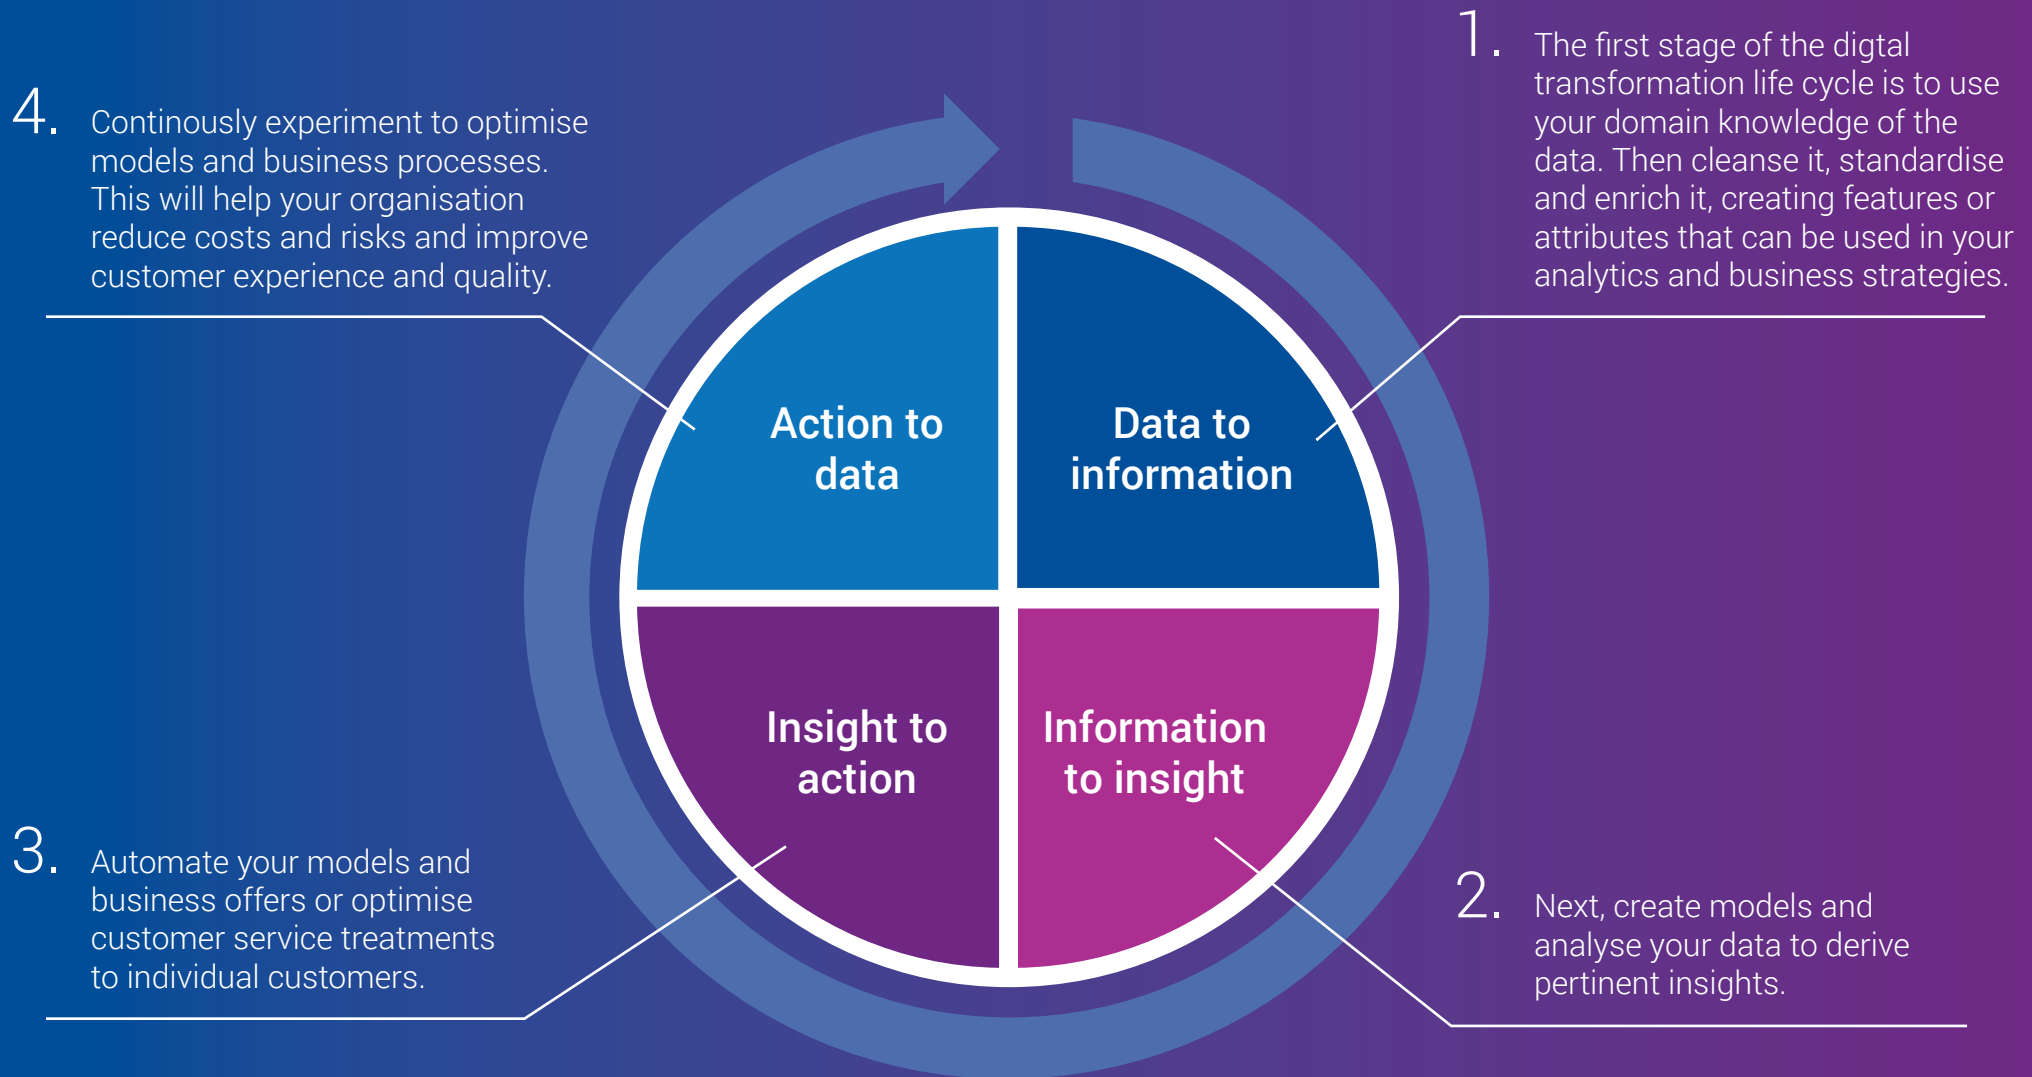 1. The first stage of the digtal
transformation life cycle is to use
your domain knowledge of the
data. Then cleanse it, standardise
and enrich it, creating features or
attributes that can be used in your
analytics and business strategies.
4. Continously experiment to optimise
models and business processes.
This will help your organisation
reduce costs and risks and improve
customer experience and quality.
Action to
data
Data to
information
Insight to
action
Information
to insight
3. Automate your models and
business offers or optimise
customer service treatments
to individual customers.
2. Next, create models and
analyse your data to derive
pertinent insights.